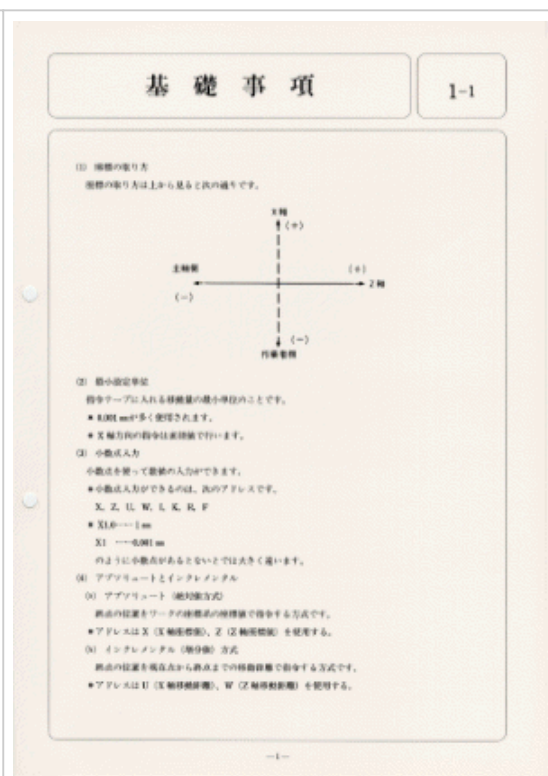 基礎事項
1-1
(1) 座標の取り方
座標の取り方は上から見ると次の通りです。
X軸
(+)
主軸側
(+)
Z軸
(−)
(−)
作業者側
(2) 最小設定単位
指令テープに入れる移動量の最小単位のことです。
* 0.001 mmが多く使用されます。
* X軸方向の指令は直径値で行います。
(3) 小数点入力
小数点を使って数値の入力ができます。
*小数点入力ができるのは、次のアドレスです。
X, Z, U, W, I, K, R, F
* X1.0……1 mm
X1 ……0.001 mm
のように小数点があるとないとでは大きく違います。
(4) アブソリュートとインクレメンタル
(a) アブソリュート (絶対値方式)
終点の位置をワークの座標系の座標値で指令する方式です。
*アドレスは X (X軸座標値)、Z (Z軸座標値) を使用する。
(b) インクレメンタル (増分値) 方式
終点の位置を現在点から終点までの移動距離で指令する方式です。
*アドレスは U (X軸移動距離)、W (Z軸移動距離) を使用する。
—1—